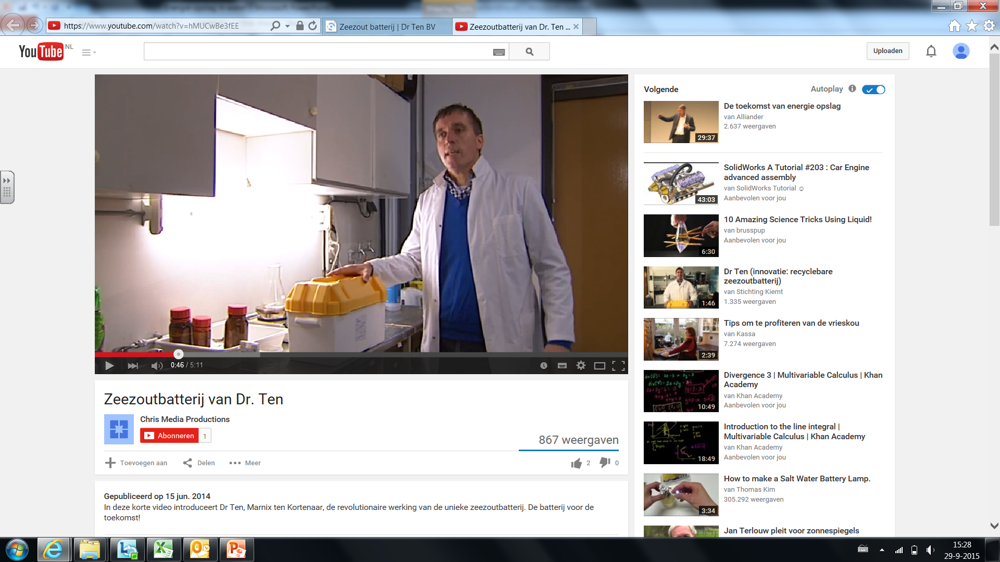 https://www.youtube.com/watch?v=hMUCwBe3fEE
Zeezout batterij | Dr Ten BV
Zeezoutbatterij van Dr. Ten ...
YouTube NL
Uploaden
Volgende
Autoplay
De toekomst van energie opslag
van Alliander
2.637 weergaven
29:37
SolidWorks A Tutorial #203 : Car Engine
advanced assembly
van SolidWorks Tutorial ☺
Aanbevolen voor jou
43:03
10 Amazing Science Tricks Using Liquid!
van brusspup
Aanbevolen voor jou
6:30
Dr Ten (innovatie: recyclebare
zeezoutbatterij)
van Stichting Kiemt
1.335 weergaven
1:46
Tips om te profiteren van de vrieskou
van Kassa
7.274 weergaven
2:39
Divergence 3 | Multivariable Calculus | Khan
Academy
van Khan Academy
Aanbevolen voor jou
10:49
Introduction to the line integral |
Multivariable Calculus | Khan Academy
van Khan Academy
Aanbevolen voor jou
18:49
How to make a Salt Water Battery Lamp.
van Thomas Kim
305.292 weergaven
3:34
Jan Terlouw pleit voor zonnespiegels
0:46 / 5:11
Zeezoutbatterij van Dr. Ten
Chris Media Productions
Abonneren 1
867 weergaven
Toevoegen aan Delen Meer
2 0
Gepubliceerd op 15 jun. 2014
In deze korte video introduceert Dr Ten, Marnix ten Kortenaar, de revolutionaire werking van de unieke zeezoutbatterij. De batterij voor de
toekomst!
15:28
29-9-2015